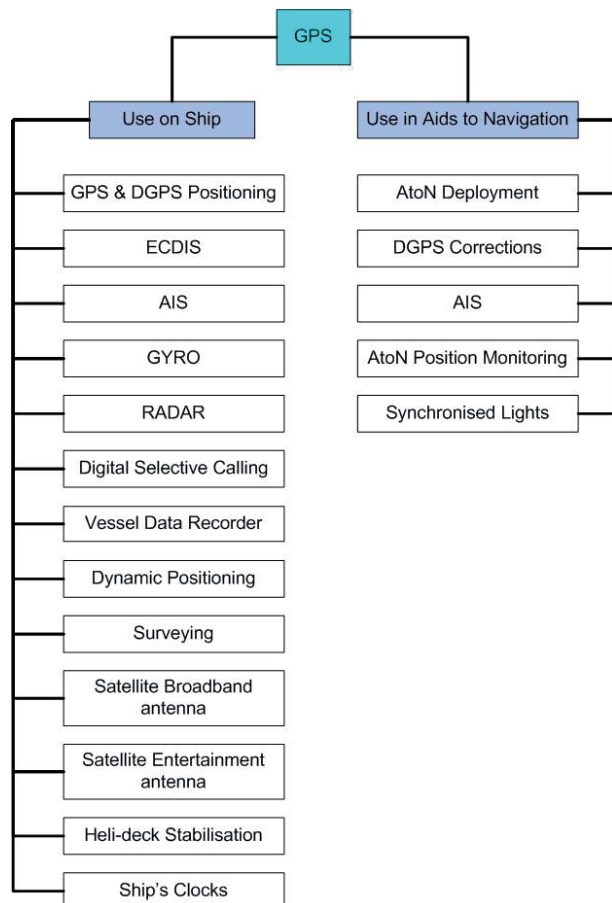 GPS
Use on Ship
Use in Aids to Navigation
GPS & DGPS Positioning
ECDIS
AIS
GYRO
RADAR
Digital Selective Calling
Vessel Data Recorder
Dynamic Positioning
Surveying
Satellite Broadband
antenna
Satellite Entertainment
antenna
Heli-deck Stabilisation
Ship's Clocks
AtoN Deployment
DGPS Corrections
AIS
AtoN Position Monitoring
Synchronised Lights